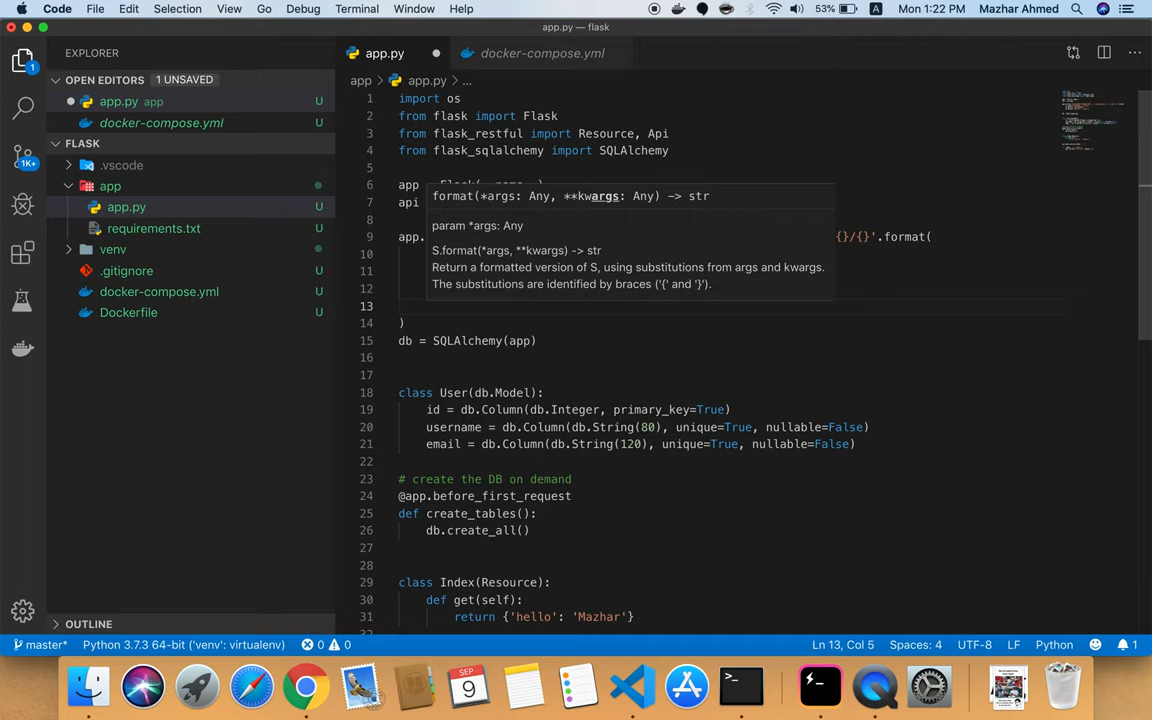 Code File Edit Selection View Go Debug Terminal Window Help 53% A Mon 1:22 PM Mazhar Ahmed
app.py — flask
EXPLORER
OPEN EDITORS 1 UNSAVED
app.py app U
docker-compose.yml U
FLASK
.vscode
app
app.py U
requirements.txt U
venv
.gitignore U
docker-compose.yml U
Dockerfile U
OUTLINE
1
1K+
app.py docker-compose.yml
app > app.py > ...
1 import os
2 from flask import Flask
3 from flask_restful import Resource, Api
4 from flask_sqlalchemy import SQLAlchemy
5
6 app
7 api
8
9 app. {}/{}'.format(
10
11
12
13
14 )
15 db = SQLAlchemy(app)
16
17
18 class User(db.Model):
19 id = db.Column(db.Integer, primary_key=True)
20 username = db.Column(db.String(80), unique=True, nullable=False)
21 email = db.Column(db.String(120), unique=True, nullable=False)
22
23 # create the DB on demand
24 @app.before_first_request
25 def create_tables():
26 db.create_all()
27
28
29 class Index(Resource):
30 def get(self):
31 return {'hello': 'Mazhar'}
format(*args: Any, **kwargs: Any) -> str
param *args: Any
S.format(*args, **kwargs) -> str
Return a formatted version of S, using substitutions from args and kwargs.
The substitutions are identified by braces ('{' and '}').
master* Python 3.7.3 64-bit ('venv': virtualenv) 0 0 Ln 13, Col 5 Spaces: 4 UTF-8 LF Python 1
SEP
9